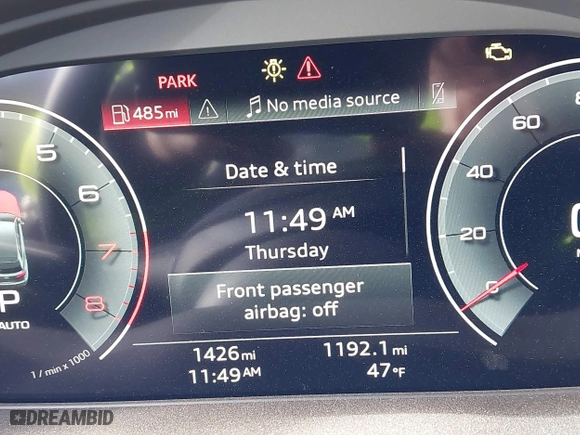 PARK
485 mi
No media source
Date & time
11:49 AM
Thursday
Front passenger
airbag: off
1426 mi
1192.1 mi
11:49 AM
47 °F
5
6
7
8
P
AUTO
1 / min x 1000
60
40
20
0
DREAMBID